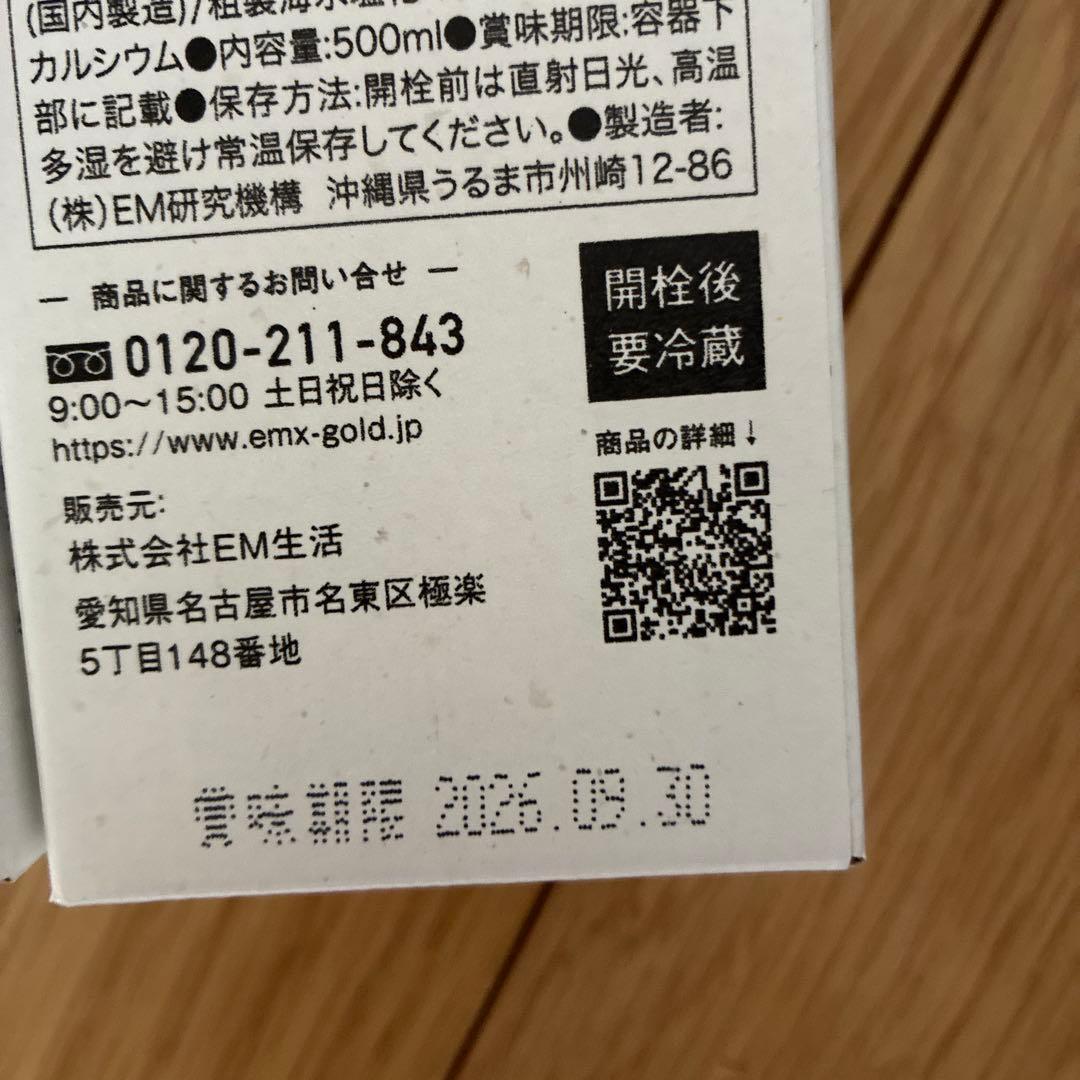 (国内製造)/粗製海水塩化
カルシウム●内容量:500ml●賞味期限:容器下
部に記載●保存方法:開栓前は直射日光、高温
多湿を避け常温保存してください。●製造者:
(株)EM研究機構 沖縄県うるま市州崎12-86
ー 商品に関するお問い合せ ー
0120-211-843
9:00〜15:00 土日祝日除く
https://www.emx-gold.jp
開栓後
要冷蔵
商品の詳細↓
販売元:
株式会社EM生活
愛知県名古屋市名東区極楽
5丁目148番地
賞味期限 2026.09.30